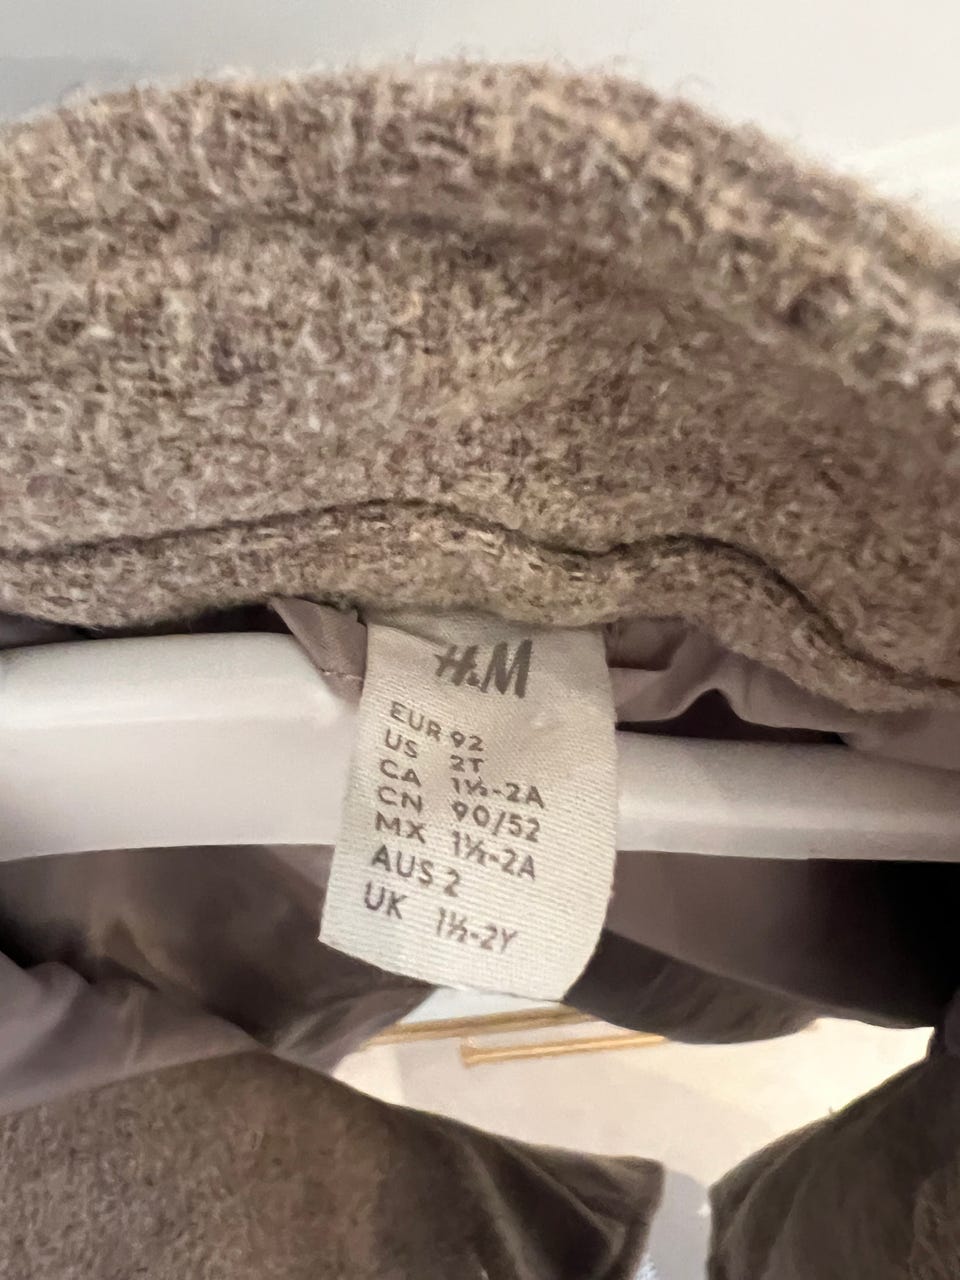 H&M
EUR 92
US 2T
CA 1½-2A
CN 90/52
MX 1½-2A
AUS 2
UK 1½-2Y